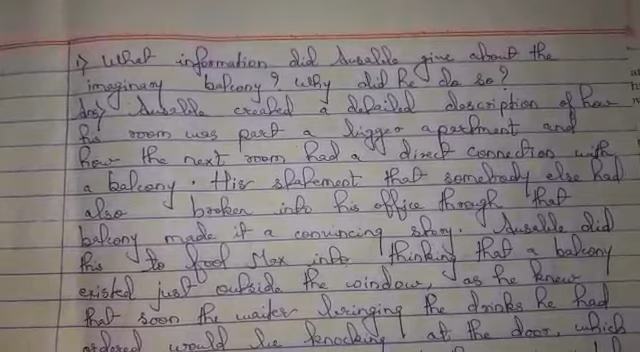 1) What information did Ausable give about the
imaginary balcony? Why did he do so?
Ans) Ausable created a detailed description of how
his room was part a bigger apartment and
how the next room had a direct connection with
a balcony. His statement that somebody else had
also broken into his office through that
balcony made it a convincing story. Ausable did
this to fool Max into thinking that a balcony
existed just outside the window, as he knew
that soon the waiter bringing the drinks he had
ordered would be knocking at the door, which